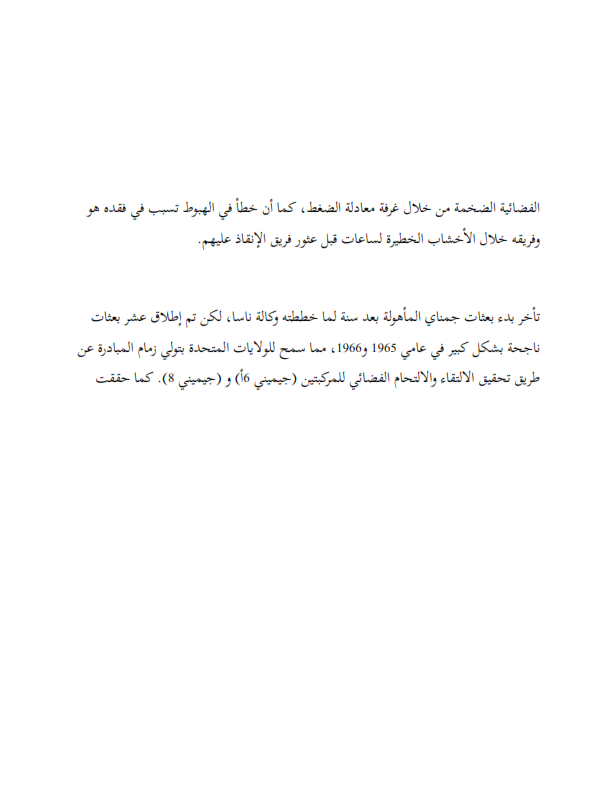 الفضائية الضخمة من خلال غرفة معادلة الضغط، كما أن خطأ في الهبوط تسبب في فقده هو
وفريقه خلال الأخشاب الخطيرة لساعات قبل عثور فريق الإنقاذ عليهم.
تأخر بدء بعثات جمناي المأهولة بعد سنة لما خططته وكالة ناسا، لكن تم إطلاق عشر بعثات
ناجحة بشكل كبير في عامي 1965 و1966، مما سمح للولايات المتحدة بتولي زمام المبادرة عن
طريق تحقيق الالتقاء والالتحام الفضائي للمركبتين (جيميني 6أ) و (جيميني 8). كما حققت